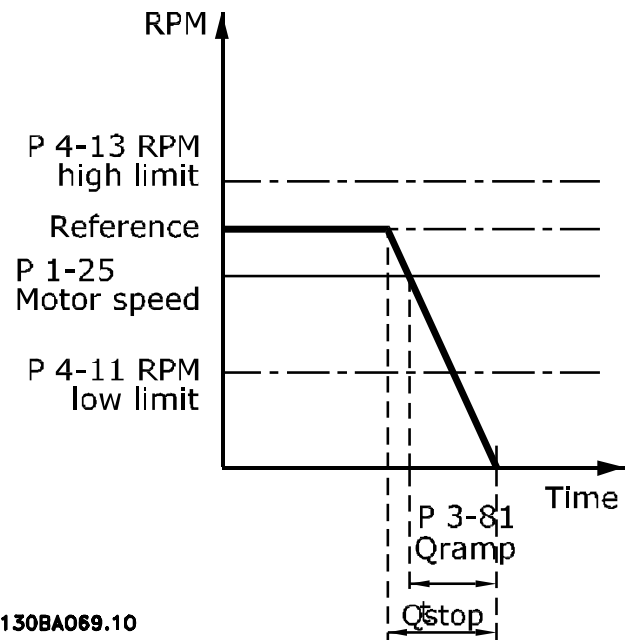 RPM
P 4-13 RPM
high limit
Reference
P 1-25
Motor speed
P 4-11 RPM
low limit
Time
P 3-81
Qramp
Qstop
130BA069.10